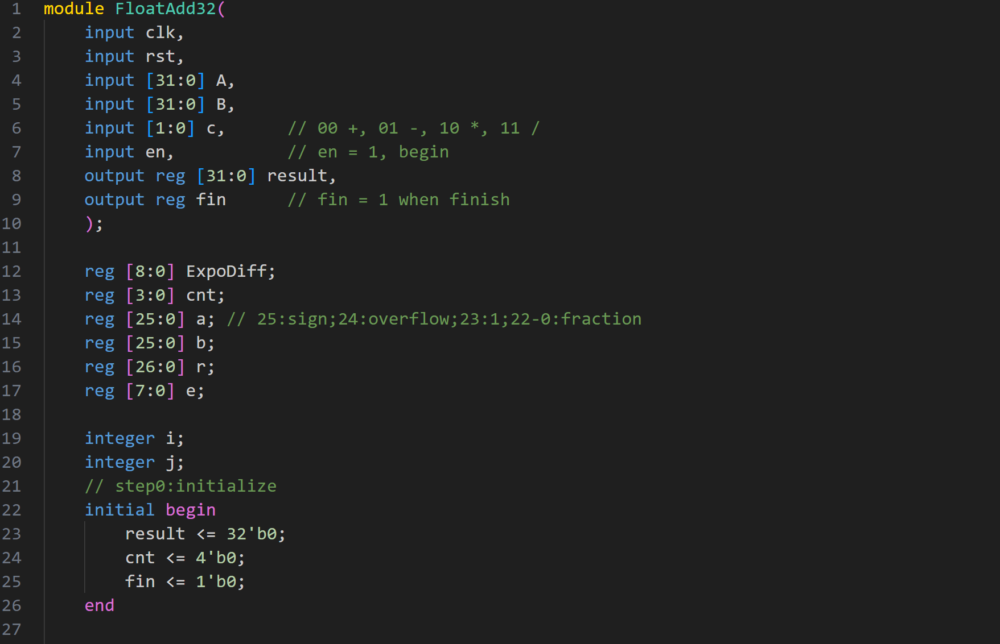 1 module FloatAdd32(
2 input clk,
3 input rst,
4 input [31:0] A,
5 input [31:0] B,
6 input [1:0] c, // 00 +, 01 -, 10 *, 11 /
7 input en, // en = 1, begin
8 output reg [31:0] result,
9 output reg fin // fin = 1 when finish
10 );
11
12 reg [8:0] ExpoDiff;
13 reg [3:0] cnt;
14 reg [25:0] a; // 25:sign;24:overflow;23:1;22-0:fraction
15 reg [25:0] b;
16 reg [26:0] r;
17 reg [7:0] e;
18
19 integer i;
20 integer j;
21 // step0:initialize
22 initial begin
23 result <= 32'b0;
24 cnt <= 4'b0;
25 fin <= 1'b0;
26 end
27